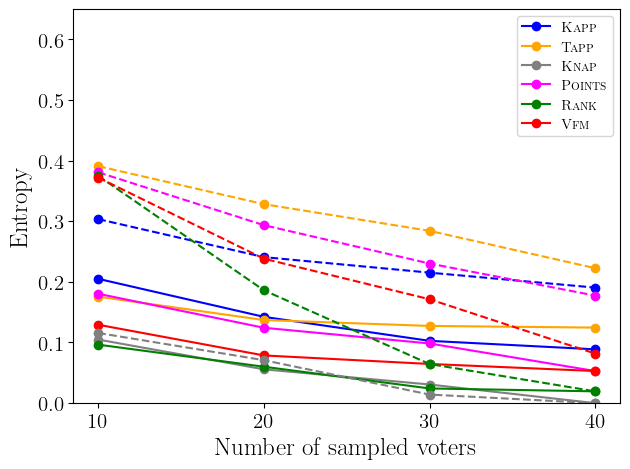 0.6
0.5
0.4
0.3
0.2
0.1
0.0
Entropy
10 20 30 40
Number of sampled voters
Kapp
Tapp
Knap
Points
Rank
Vfm